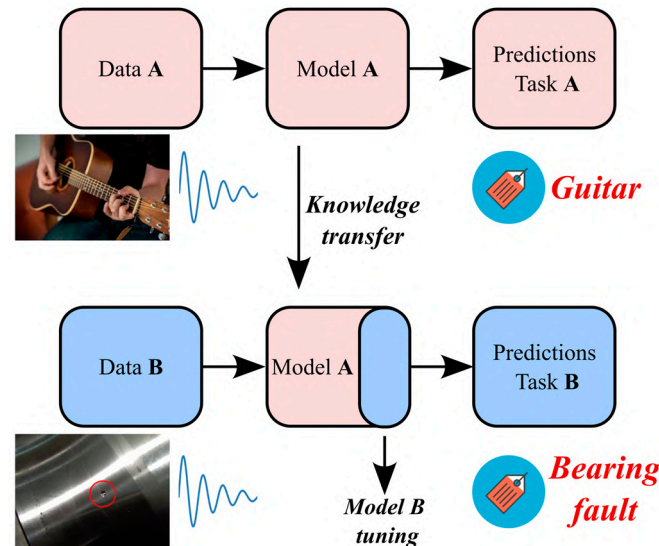 Data A
Model A
Predictions
Task A
Guitar
Knowledge
transfer
Data B
Model A
Predictions
Task B
Model B
tuning
Bearing
fault